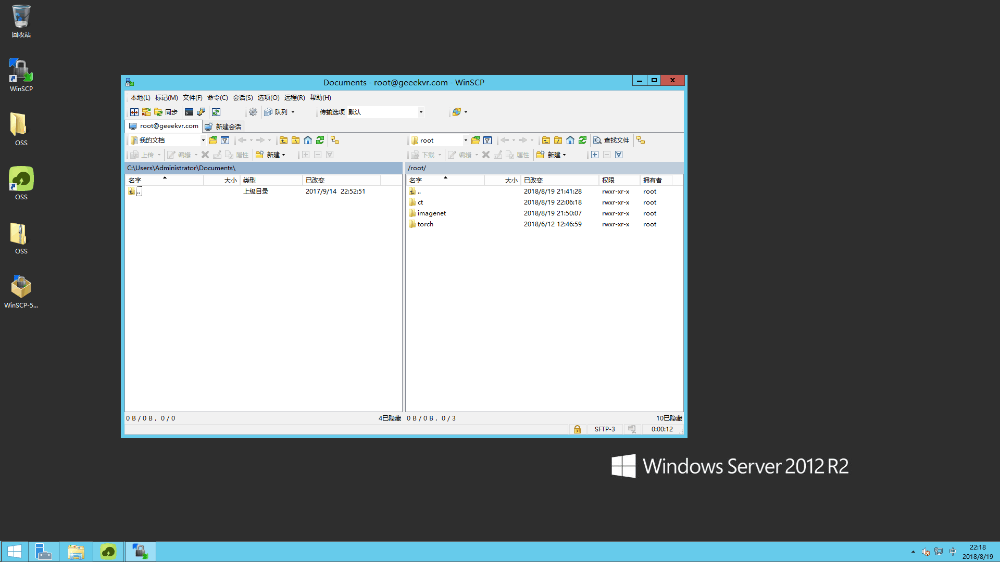 回收站
WinSCP
OSS
OSS
OSS
WinSCP-5...
Documents - root@geeekvr.com - WinSCP
本地(L) 标记(M) 文件(F) 命令(C) 会话(S) 选项(O) 远程(R) 帮助(H)
同步 队列 传输选项 默认
root@geeekvr.com 新建会话
我的文档 root 查找文件
上传 编辑 属性 新建 下载 编辑 属性 新建
C:\Users\Administrator\Documents\ /root/
名字 大小 类型 已改变 名字 大小 已改变 权限 拥有者
.. 上级目录 2017/9/14 22:52:51 .. 2018/8/19 21:41:28 rwxr-xr-x root
ct 2018/8/19 22:06:18 rwxr-xr-x root
imagenet 2018/8/19 21:50:07 rwxr-xr-x root
torch 2018/6/12 12:46:59 rwxr-xr-x root
0 B / 0 B， 0 / 0 4已隐藏 0 B / 0 B， 0 / 3 10已隐藏
SFTP-3 0:00:12
Windows Server 2012 R2
中 22:18
2018/8/19